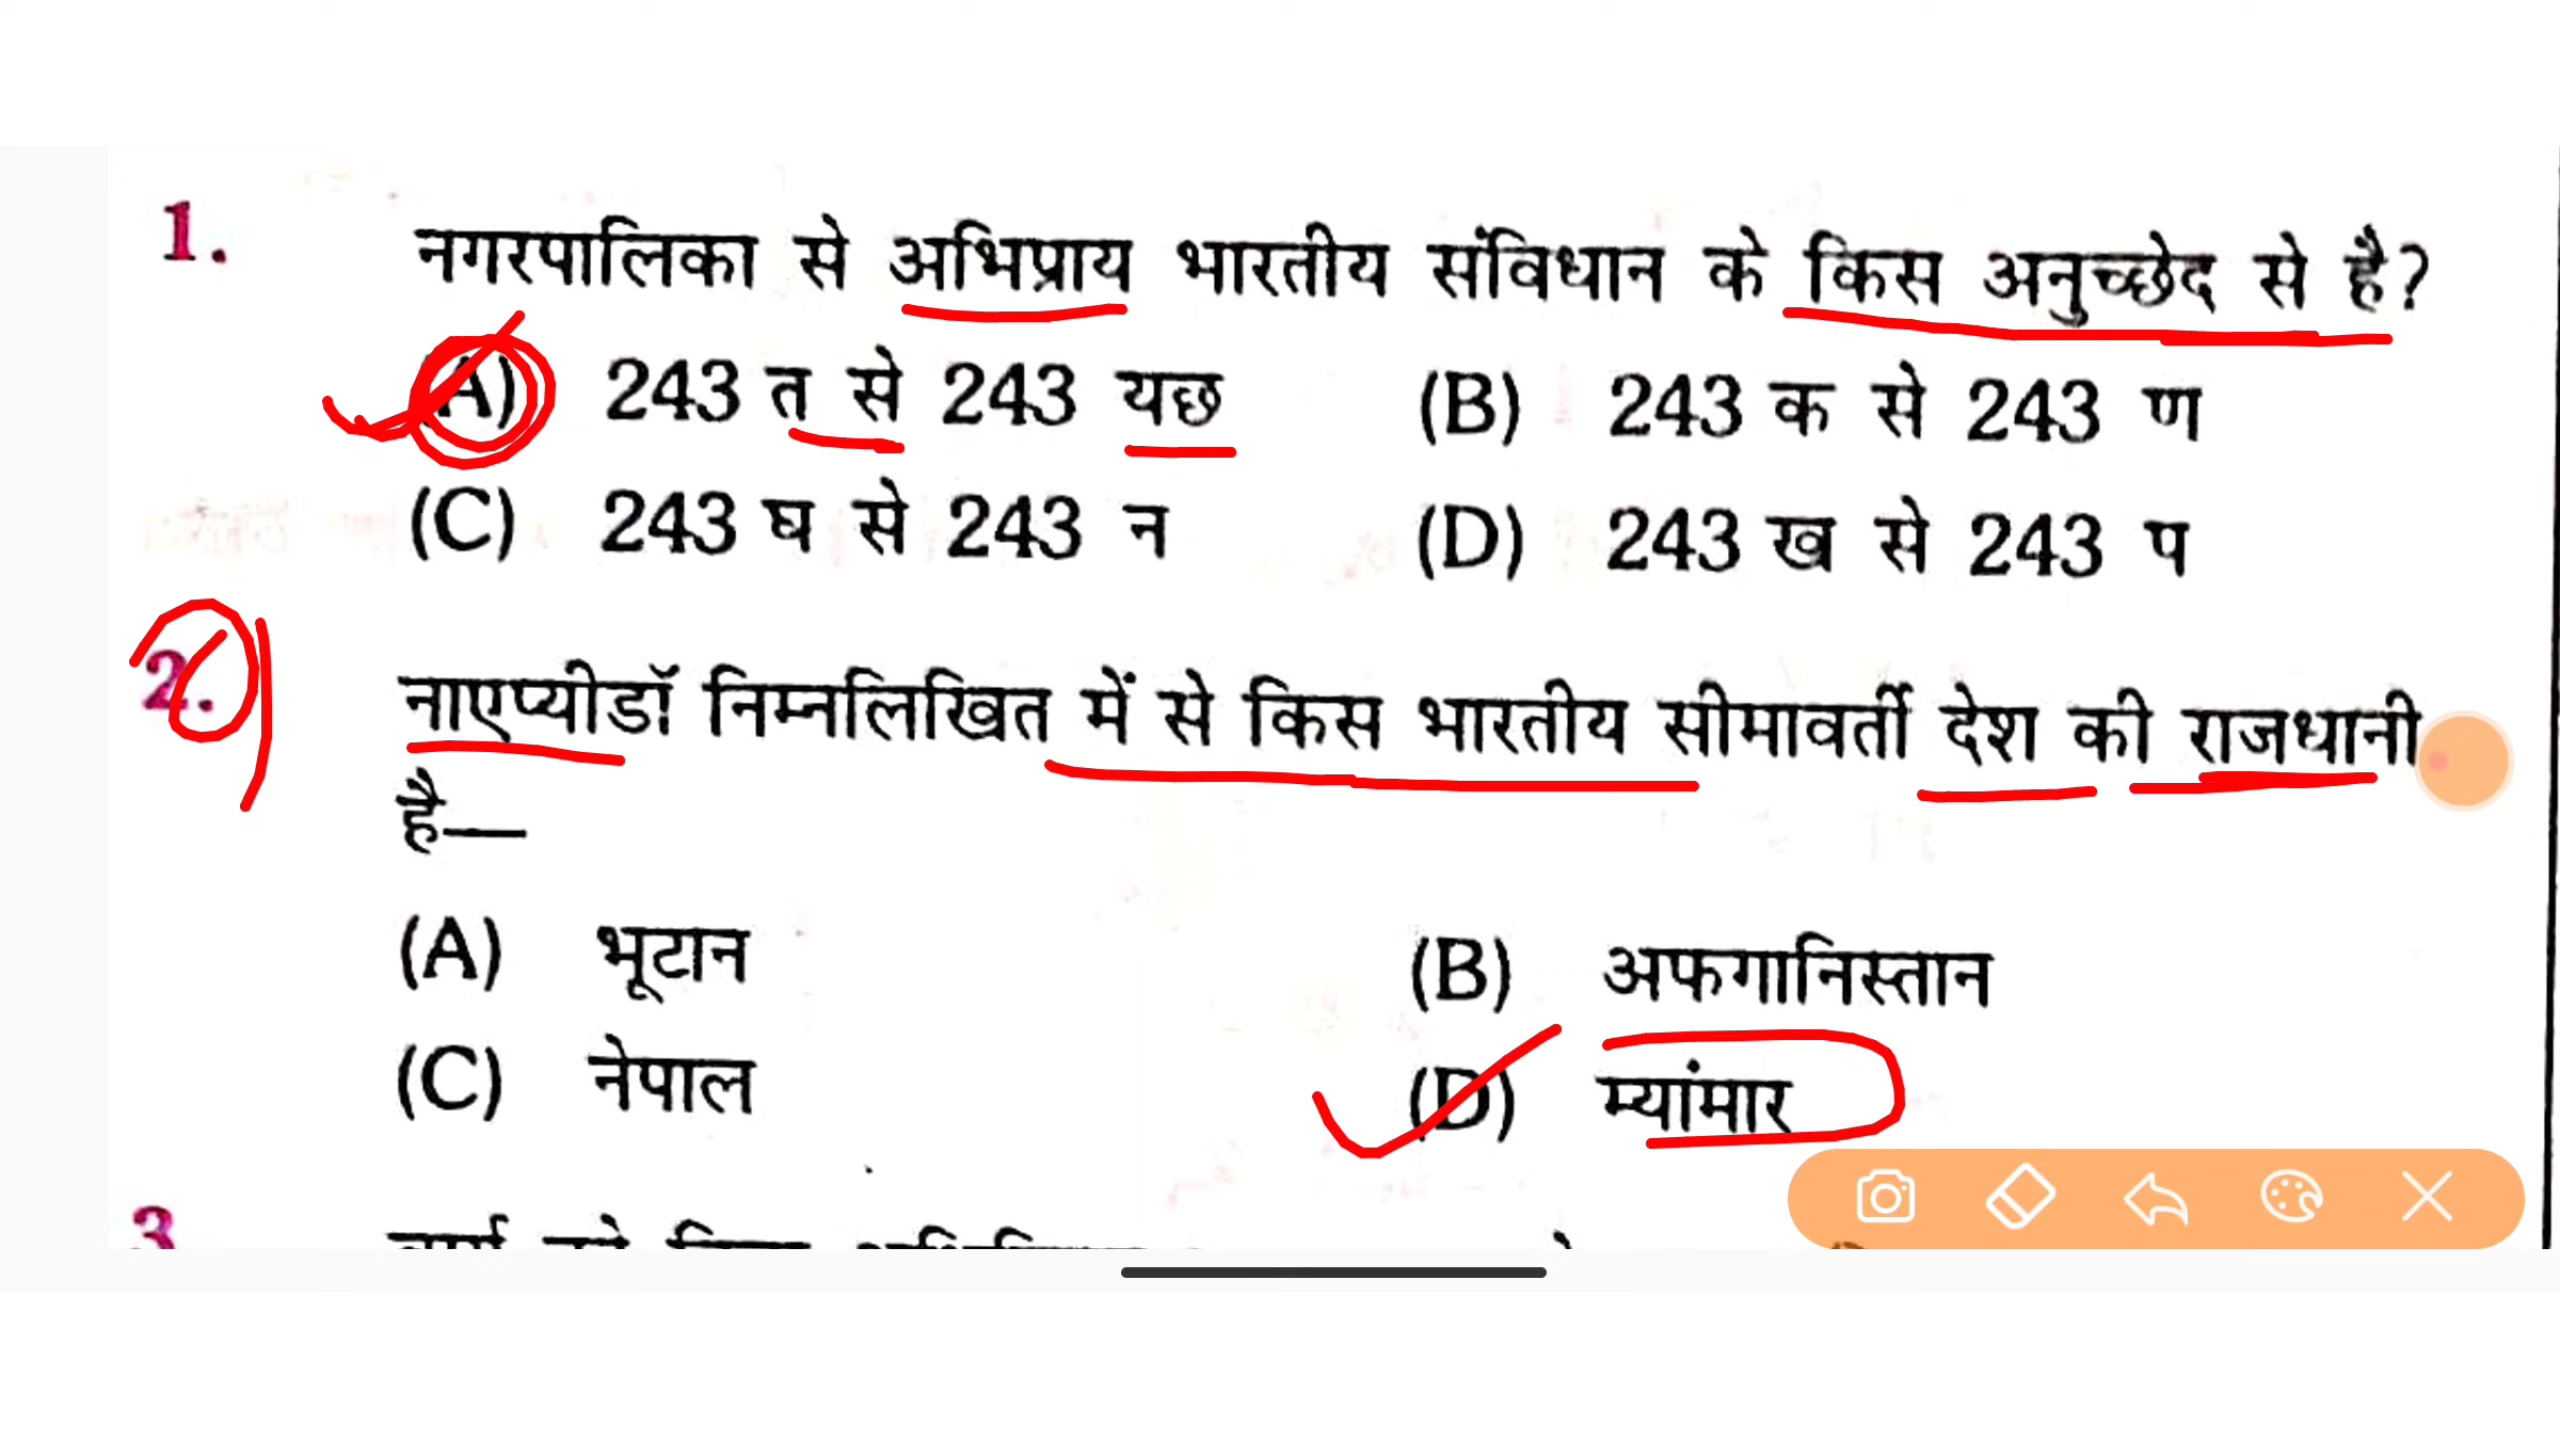 1. नगरपालिका से अभिप्राय भारतीय संविधान के किस अनुच्छेद से है?
(A) 243 त से 243 यछ (B) 243 क से 243 ण
(C) 243 घ से 243 न (D) 243 ख से 243 प
2. नाएप्यीडॉ निम्नलिखित में से किस भारतीय सीमावर्ती देश की राजधानी
है—
(A) भूटान (B) अफगानिस्तान
(C) नेपाल (D) म्यांमार
3